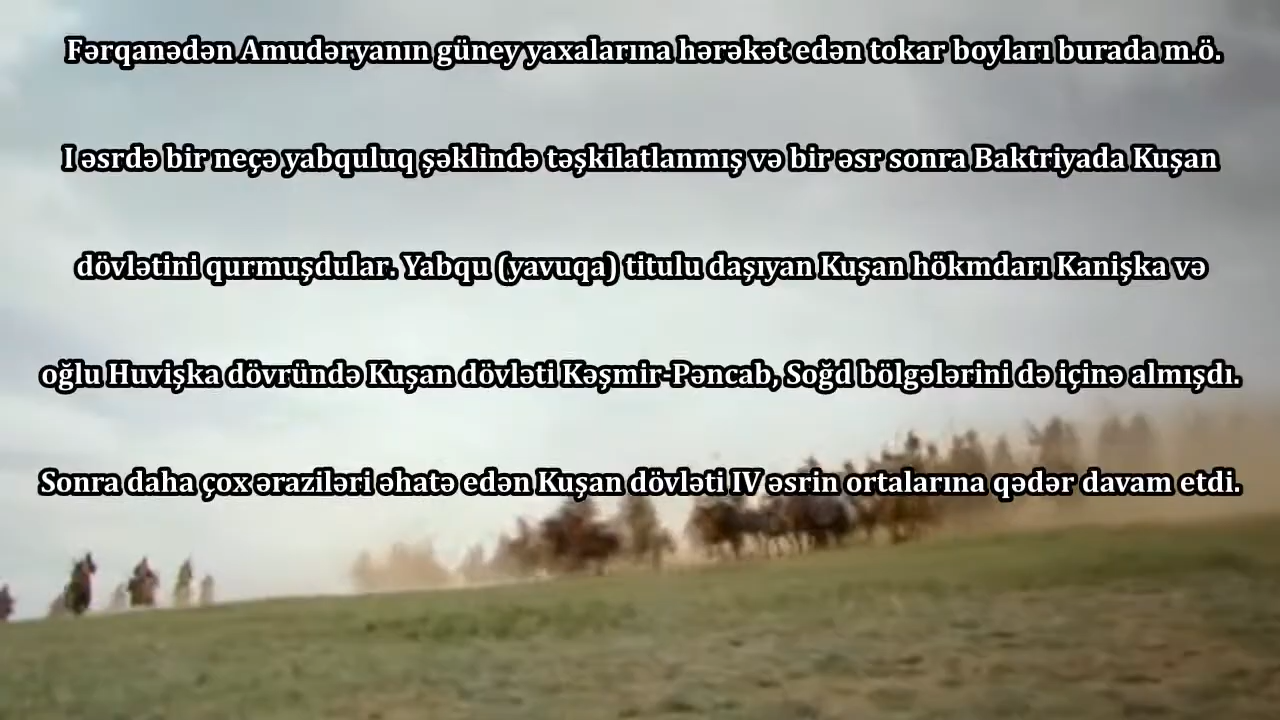 Fərqanədən Amudəryanın güney yaxalarına hərəkət edən tokar boyları burada m.ö.
I əsrdə bir neçə yabquluq şəklində təşkilatlanmış və bir əsr sonra Baktriyada Kuşan
dövlətini qurmuşdular. Yabqu (yavuqa) titulu daşıyan Kuşan hökmdarı Kanişka və
oğlu Huvişka dövründə Kuşan dövləti Kəşmir-Pəncab, Soğd bölgələrini də içinə almışdı.
Sonra daha çox əraziləri əhatə edən Kuşan dövləti IV əsrin ortalarına qədər davam etdi.